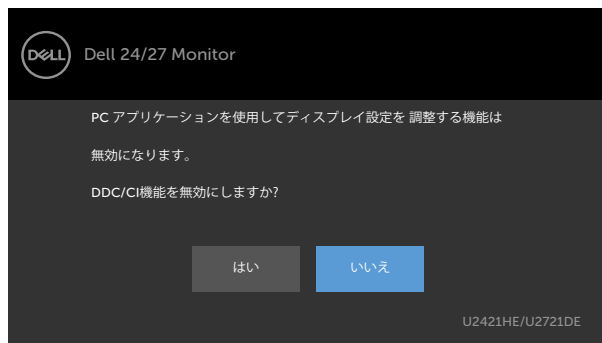 DELL
Dell 24/27 Monitor
PC アプリケーションを使用してディスプレイ設定を 調整する機能は
無効になります。
DDC/CI機能を無効にしますか?
はい
いいえ
U2421HE/U2721DE